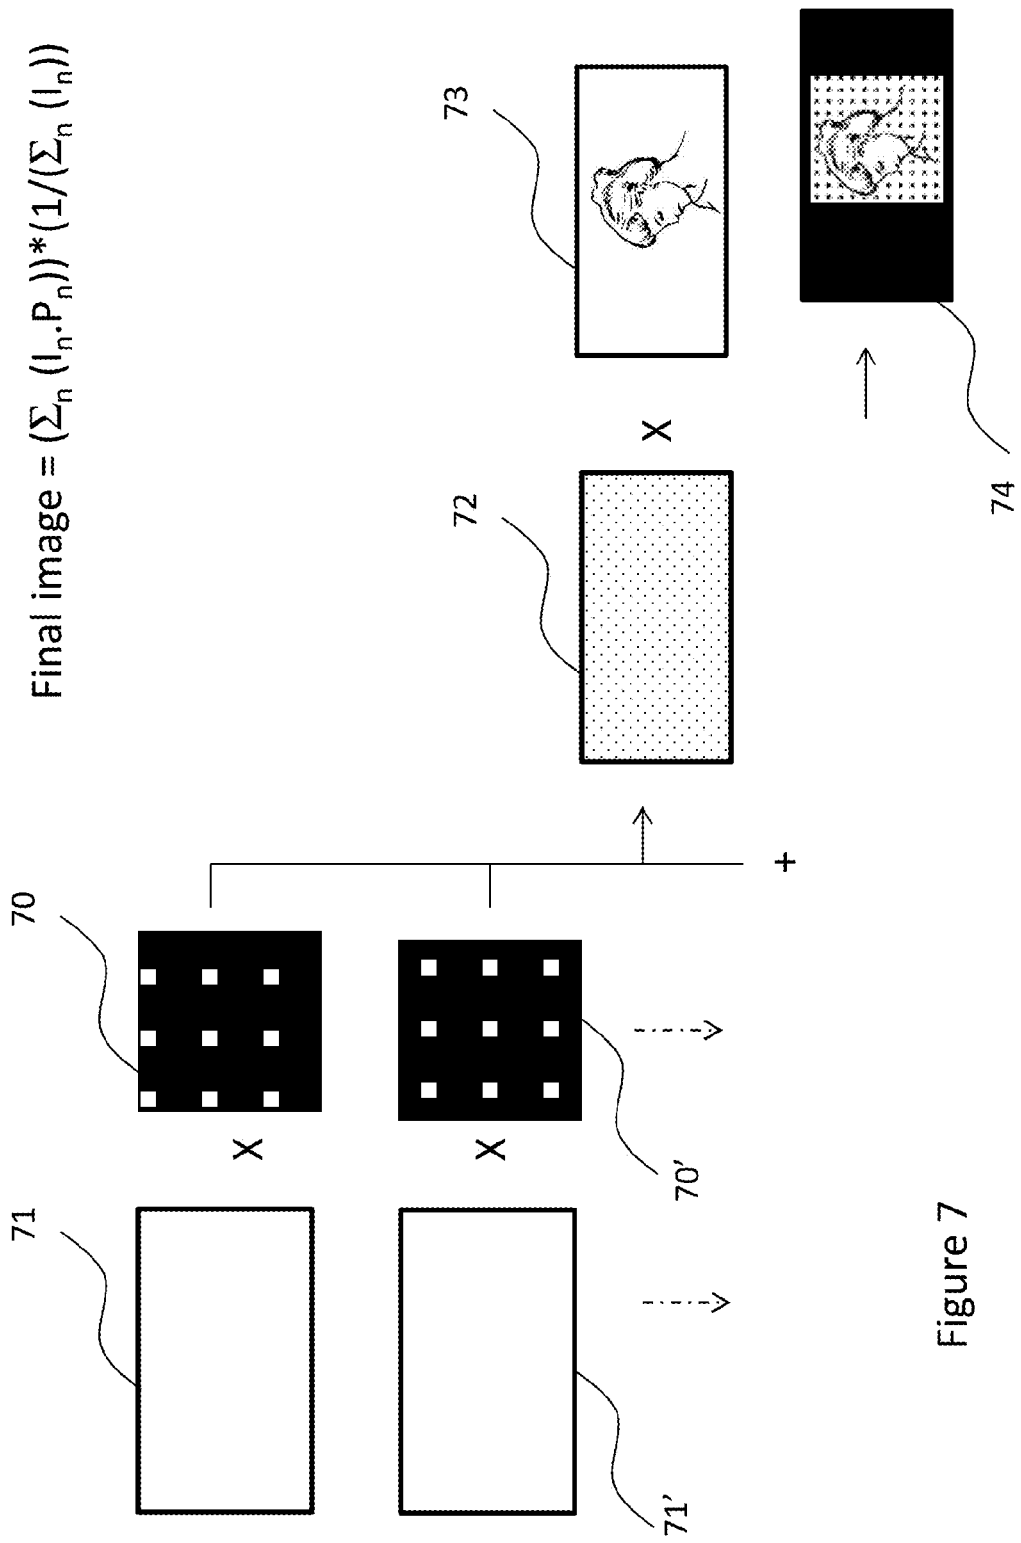 Final image = (Σn (In.Pn))*(1/(Σn (In))
71
X
70
71'
X
70'
+
72
X
73
74
Figure 7